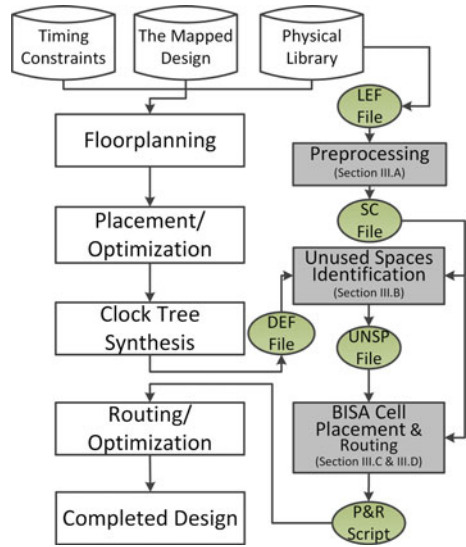 Timing
Constraints
The Mapped
Design
Physical
Library
LEF
File
Floorplanning
Preprocessing
(Section III.A)
SC
File
Placement/
Optimization
Unused Spaces
Identification
(Section III.B)
Clock Tree
Synthesis
DEF
File
UNSP
File
Routing/
Optimization
BISA Cell
Placement &
Routing
(Section III.C & III.D)
Completed Design
P&R
Script